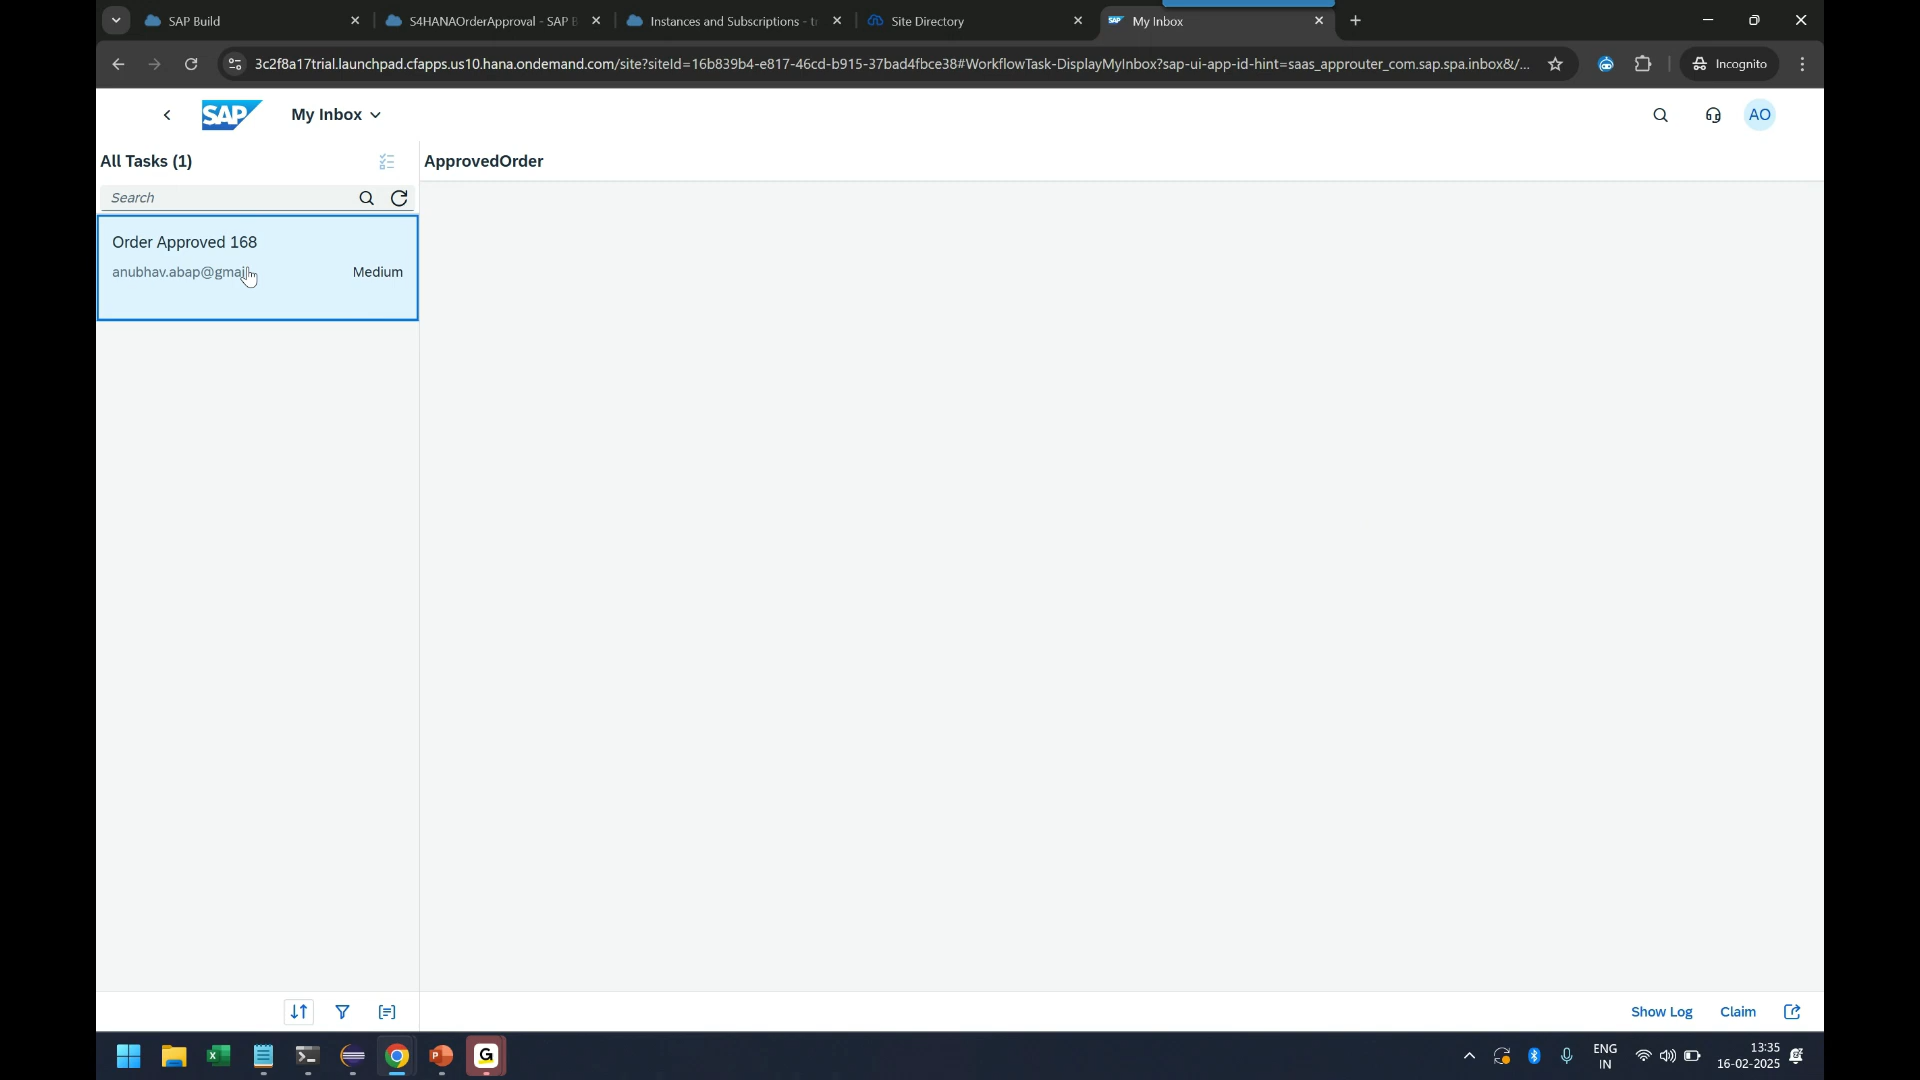 SAP Build
S4HANAOrderApproval - SAP B
Instances and Subscriptions - tr
Site Directory
My Inbox
3c2f8a17trial.launchpad.cfapps.us10.hana.ondemand.com/site?siteId=16b839b4-e817-46cd-b915-37bad4fbce38#WorkflowTask-DisplayMyInbox?sap-ui-app-id-hint=saas_approuter_com.sap.spa.inbox&/...
Incognito
SAP
My Inbox
AO
All Tasks (1)
ApprovedOrder
Search
Order Approved 168
anubhav.abap@gmail
Medium
Show Log
Claim
ENG
IN
13:35
16-02-2025